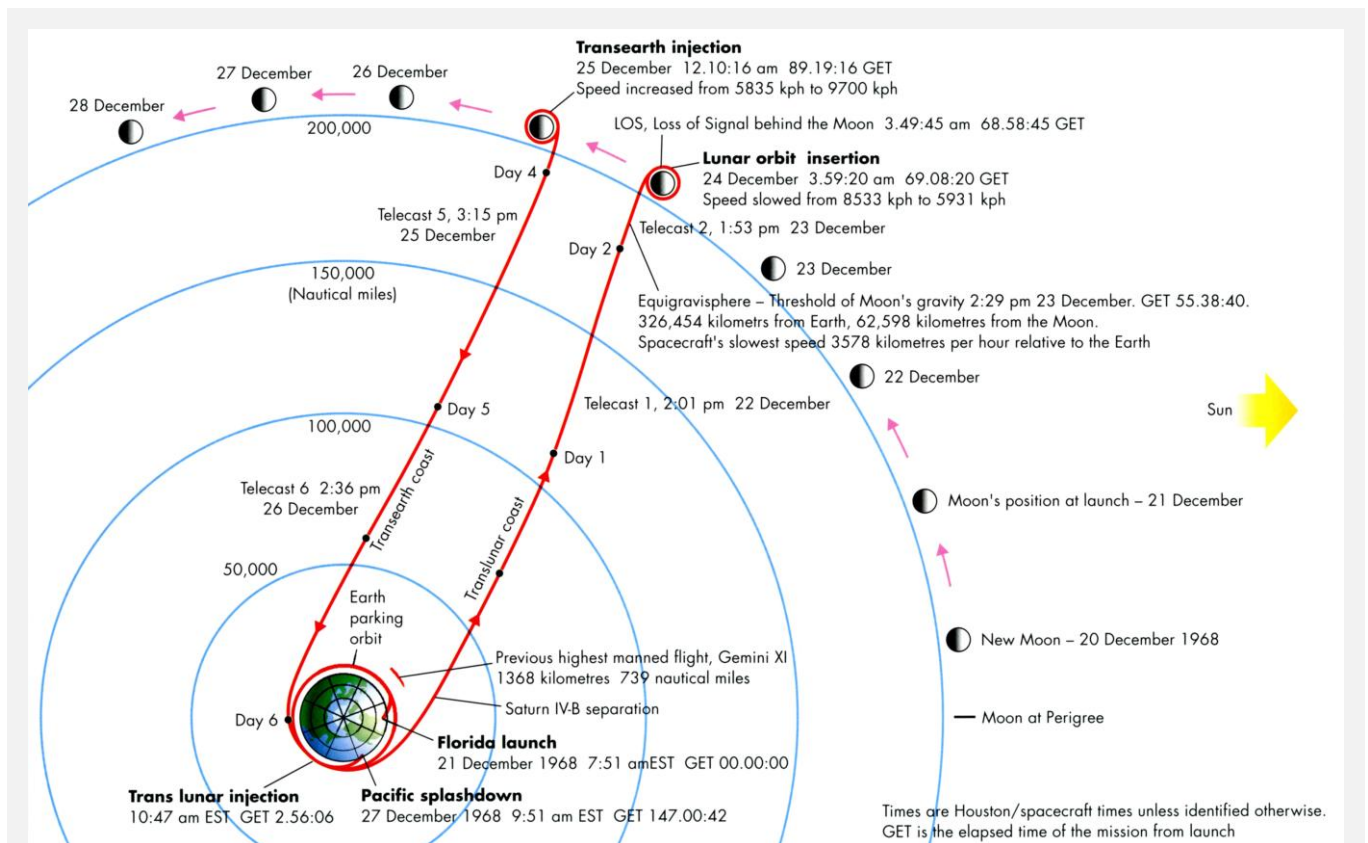 Transearth injection
25 December 12.10:16 am 89.19:16 GET
Speed increased from 5835 kph to 9700 kph
27 December
26 December
28 December
200,000
LOS, Loss of Signal behind the Moon 3.49:45 am 68.58:45 GET
Lunar orbit insertion
24 December 3.59:20 am 69.08:20 GET
Speed slowed from 8533 kph to 5931 kph
Day 4
Telecast 5, 3:15 pm
25 December
Telecast 2, 1:53 pm 23 December
Day 2
23 December
150,000
(Nautical miles)
Equigravisphere – Threshold of Moon's gravity 2:29 pm 23 December. GET 55.38:40.
326,454 kilometrs from Earth, 62,598 kilometres from the Moon.
Spacecraft's slowest speed 3578 kilometres per hour relative to the Earth
22 December
Telecast 1, 2:01 pm 22 December
Sun
Day 5
100,000
Day 1
Telecast 6 2:36 pm
26 December
Transearth coast
Translunar coast
Moon's position at launch – 21 December
50,000
Earth
parking
orbit
New Moon – 20 December 1968
Previous highest manned flight, Gemini XI
1368 kilometres 739 nautical miles
Saturn IV-B separation
Day 6
Moon at Perigree
Florida launch
21 December 1968 7:51 amEST GET 00.00:00
Trans lunar injection
10:47 am EST GET 2.56:06
Pacific splashdown
27 December 1968 9:51 am EST GET 147.00:42
Times are Houston/spacecraft times unless identified otherwise.
GET is the elapsed time of the mission from launch